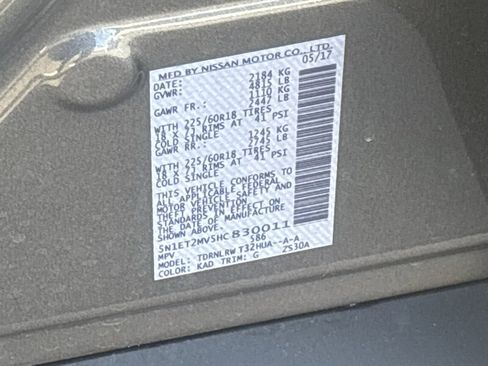 MFD BY NISSAN MOTOR CO., LTD.
DATE: 05/17
GVWR: 2184 KG
4815 LB
GAWR FR.: 1110 KG
2447 LB
WITH 225/60R18 TIRES
18 X 7J RIMS AT 41 PSI
COLD SINGLE
GAWR RR.: 1245 KG
2745 LB
WITH 225/60R18 TIRES
18 X 7J RIMS AT 41 PSI
COLD SINGLE
THIS VEHICLE CONFORMS TO
ALL APPLICABLE FEDERAL
MOTOR VEHICLE SAFETY AND
THEFT PREVENTION
STANDARDS IN EFFECT ON
THE DATE OF MANUFACTURE
SHOWN ABOVE.
5N1ET2MV5HC830011
MPV 586
MODEL: TDRNLRW T32HUA--A-A
COLOR: KAD TRIM: G ZS30A